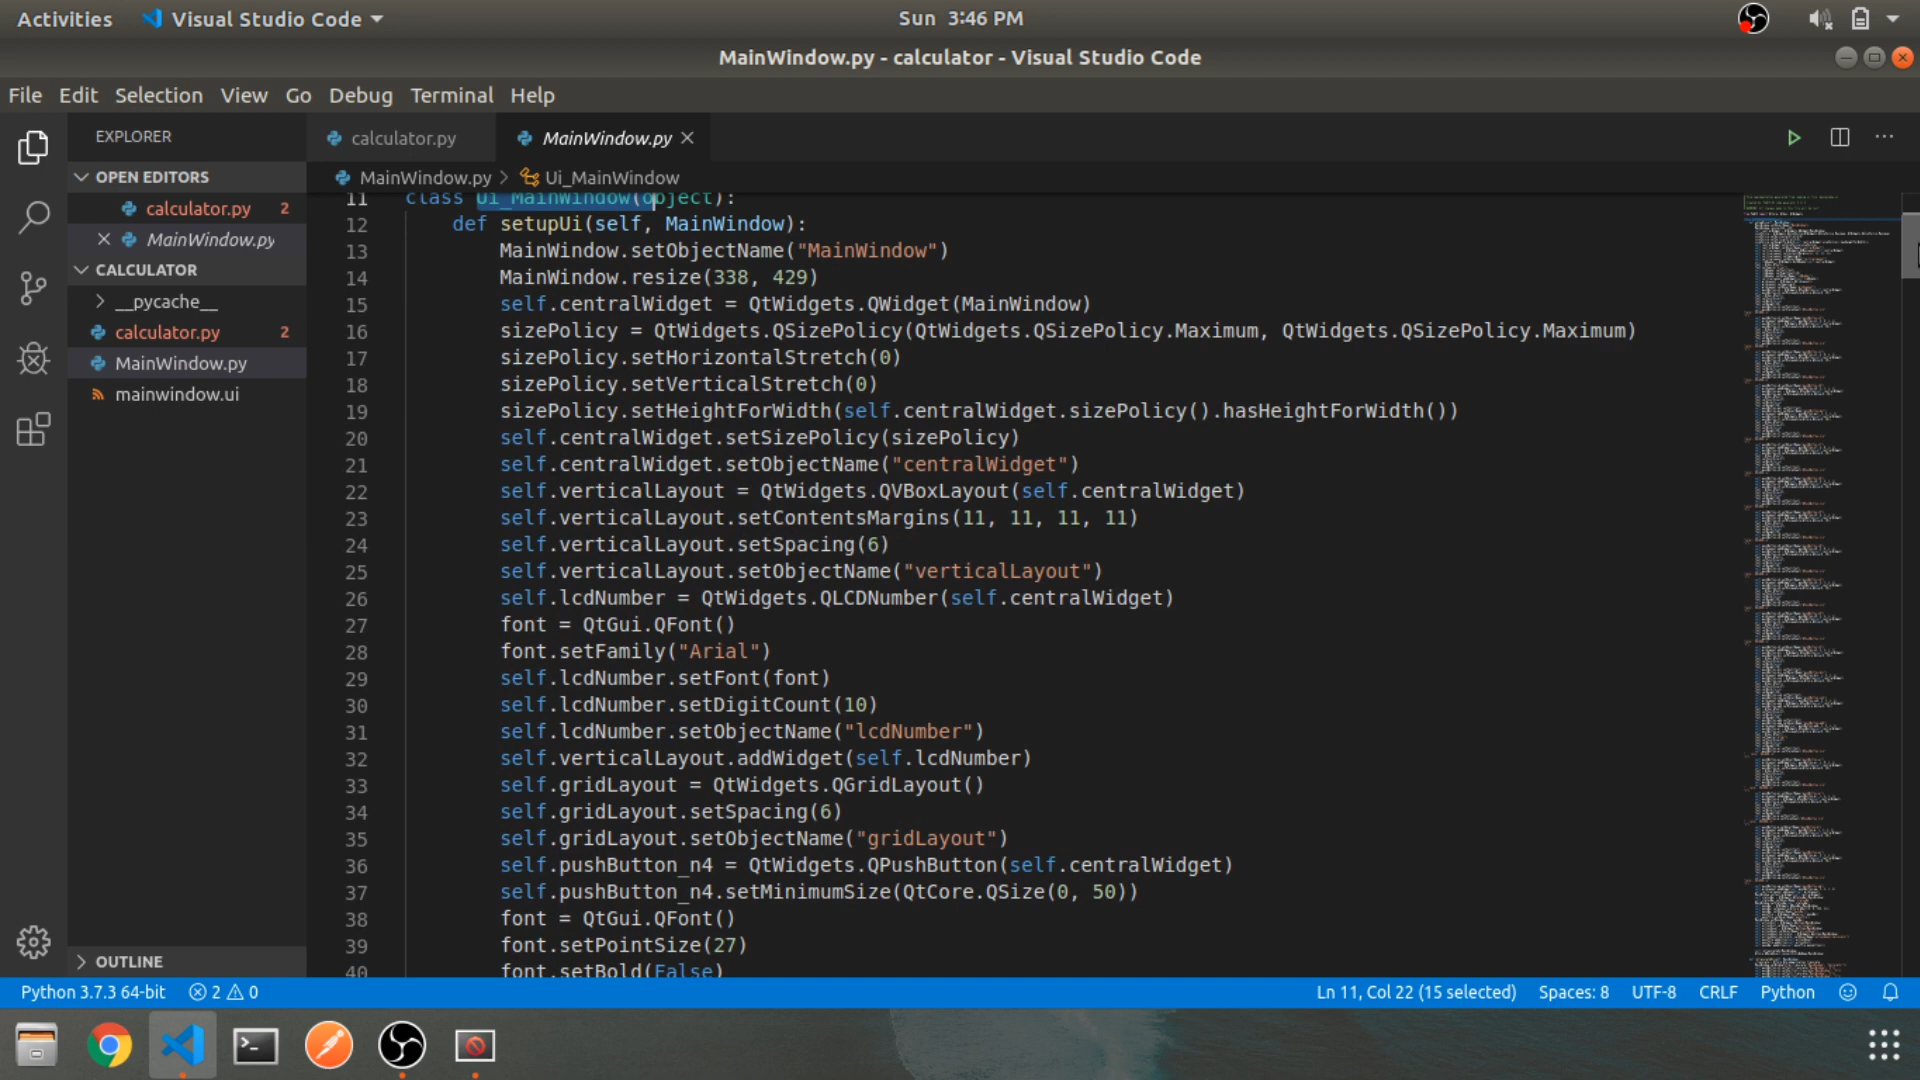 Activities
Visual Studio Code
Sun 3:46 PM
MainWindow.py - calculator - Visual Studio Code
File Edit Selection View Go Debug Terminal Help
EXPLORER
calculator.py
MainWindow.py
OPEN EDITORS
MainWindow.py > Ui_MainWindow
calculator.py 2
MainWindow.py
CALCULATOR
__pycache__
calculator.py 2
MainWindow.py
mainwindow.ui
OUTLINE
11 class Ui_MainWindow(object):
12 def setupUi(self, MainWindow):
13 MainWindow.setObjectName("MainWindow")
14 MainWindow.resize(338, 429)
15 self.centralWidget = QtWidgets.QWidget(MainWindow)
16 sizePolicy = QtWidgets.QSizePolicy(QtWidgets.QSizePolicy.Maximum, QtWidgets.QSizePolicy.Maximum)
17 sizePolicy.setHorizontalStretch(0)
18 sizePolicy.setVerticalStretch(0)
19 sizePolicy.setHeightForWidth(self.centralWidget.sizePolicy().hasHeightForWidth())
20 self.centralWidget.setSizePolicy(sizePolicy)
21 self.centralWidget.setObjectName("centralWidget")
22 self.verticalLayout = QtWidgets.QVBoxLayout(self.centralWidget)
23 self.verticalLayout.setContentsMargins(11, 11, 11, 11)
24 self.verticalLayout.setSpacing(6)
25 self.verticalLayout.setObjectName("verticalLayout")
26 self.lcdNumber = QtWidgets.QLCDNumber(self.centralWidget)
27 font = QtGui.QFont()
28 font.setFamily("Arial")
29 self.lcdNumber.setFont(font)
30 self.lcdNumber.setDigitCount(10)
31 self.lcdNumber.setObjectName("lcdNumber")
32 self.verticalLayout.addWidget(self.lcdNumber)
33 self.gridLayout = QtWidgets.QGridLayout()
34 self.gridLayout.setSpacing(6)
35 self.gridLayout.setObjectName("gridLayout")
36 self.pushButton_n4 = QtWidgets.QPushButton(self.centralWidget)
37 self.pushButton_n4.setMinimumSize(QtCore.QSize(0, 50))
38 font = QtGui.QFont()
39 font.setPointSize(27)
40 font.setBold(False)
Python 3.7.3 64-bit 2 0 Ln 11, Col 22 (15 selected) Spaces: 8 UTF-8 CRLF Python